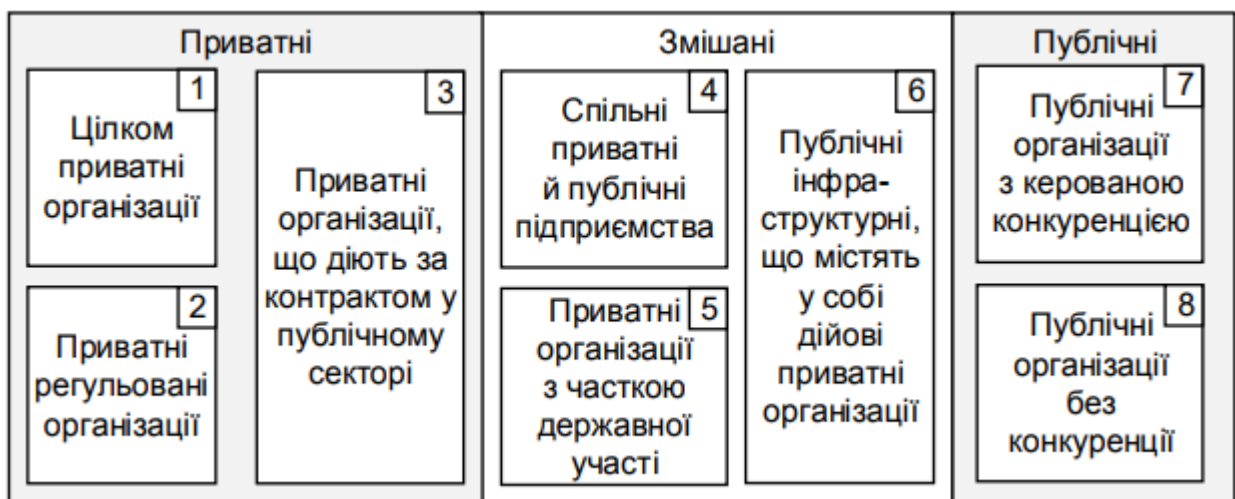 Приватні
1
Цілком
приватні
організації
2
Приватні
регульовані
організації
3
Приватні
організації,
що діють за
контрактом у
публічному
секторі
Змішані
4
Спільні
приватні
й публічні
підприємства
5
Приватні
організації
з часткою
державної
участі
6
Публічні
інфра-
структурні,
що містять
у собі
дійові
приватні
організації
Публічні
7
Публічні
організації
з керованою
конкуренцією
8
Публічні
організації
без
конкуренції